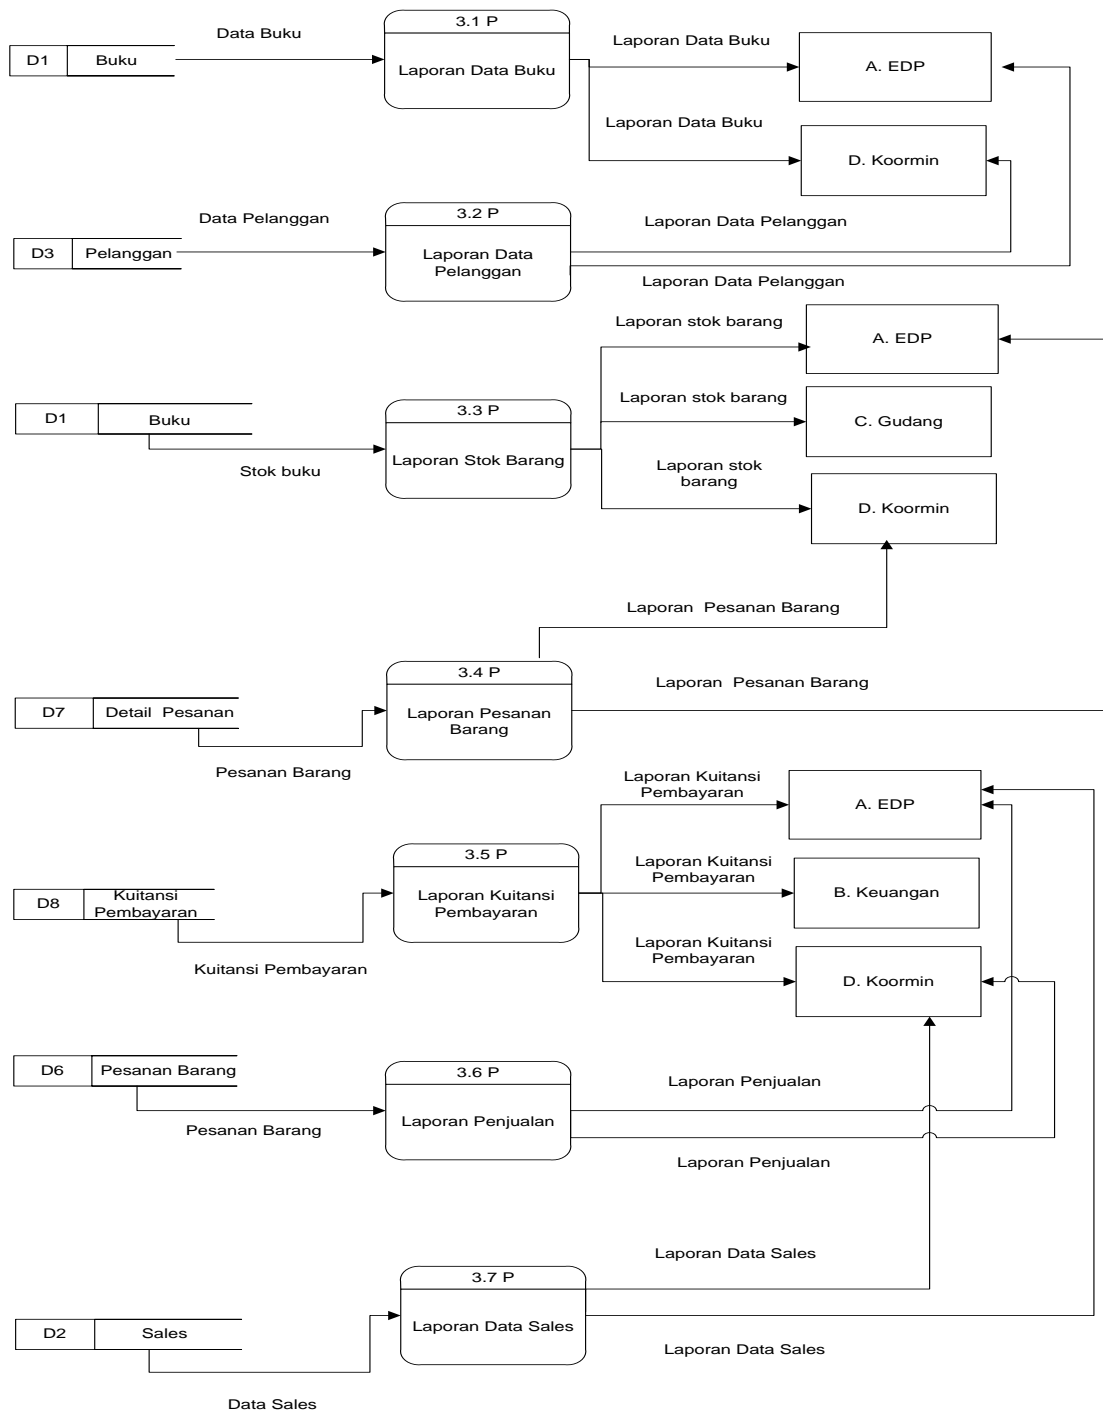 3.1 P
Data Buku
Laporan Data Buku
D1
Buku
Laporan Data Buku
A. EDP
Laporan Data Buku
D. Koormin
3.2 P
Data Pelanggan
Laporan Data Pelanggan
D3
Pelanggan
Laporan Data
Pelanggan
Laporan Data Pelanggan
Laporan stok barang
A. EDP
Laporan stok barang
D1
Buku
3.3 P
C. Gudang
Laporan Stok Barang
Stok buku
Laporan stok
barang
D. Koormin
Laporan  Pesanan Barang
3.4 P
Laporan  Pesanan Barang
D7
Detail  Pesanan
Laporan Pesanan
Barang
Pesanan Barang
Laporan Kuitansi
Pembayaran
A. EDP
3.5 P
Laporan Kuitansi
Pembayaran
D8
Kuitansi
Pembayaran
Laporan Kuitansi
Pembayaran
B. Keuangan
Laporan Kuitansi
Pembayaran
Kuitansi Pembayaran
D. Koormin
D6
Pesanan Barang
3.6 P
Laporan Penjualan
Laporan Penjualan
Pesanan Barang
Laporan Penjualan
Laporan Data Sales
3.7 P
D2
Sales
Laporan Data Sales
Laporan Data Sales
Data Sales